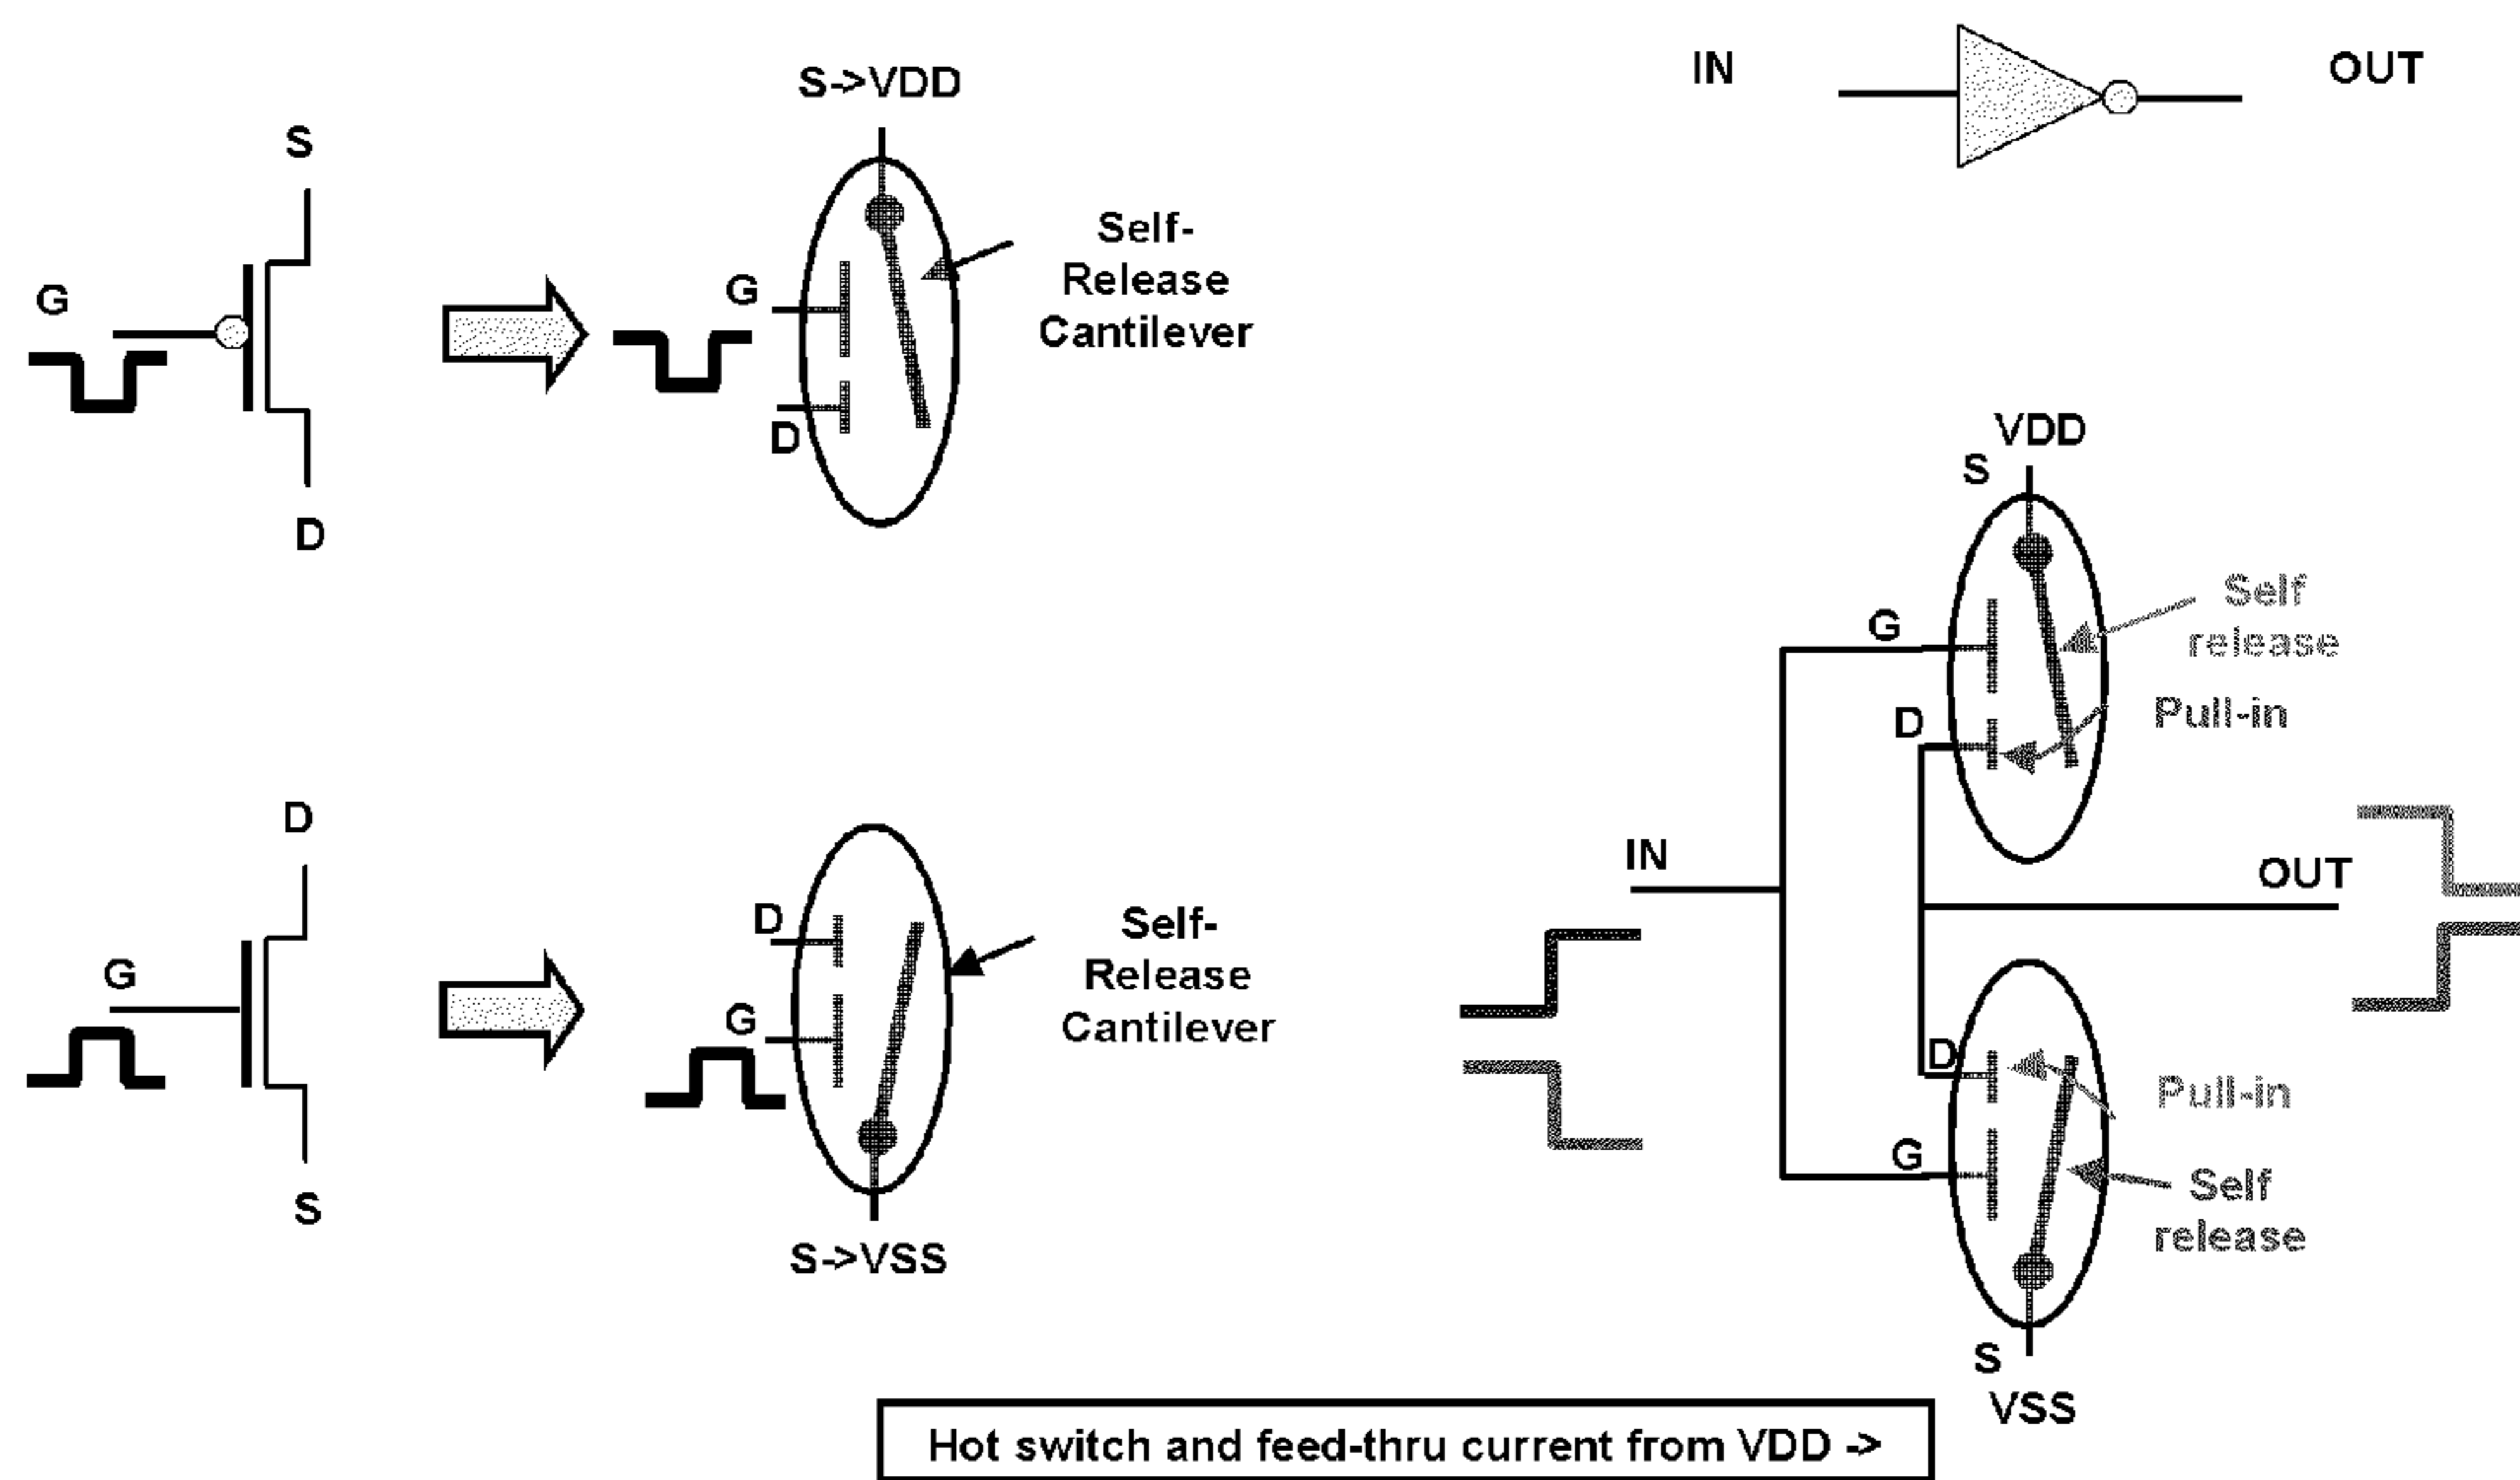 S
G
D
S->VDD
G
D
Self-
Release
Cantilever
D
G
S
D
G
S->VSS
Self-
Release
Cantilever
IN
OUT
VDD
S
G
D
Self
release
Pull-in
IN
OUT
D
G
Pull-in
Self
release
S
VSS
Hot switch and feed-thru current from VDD ->